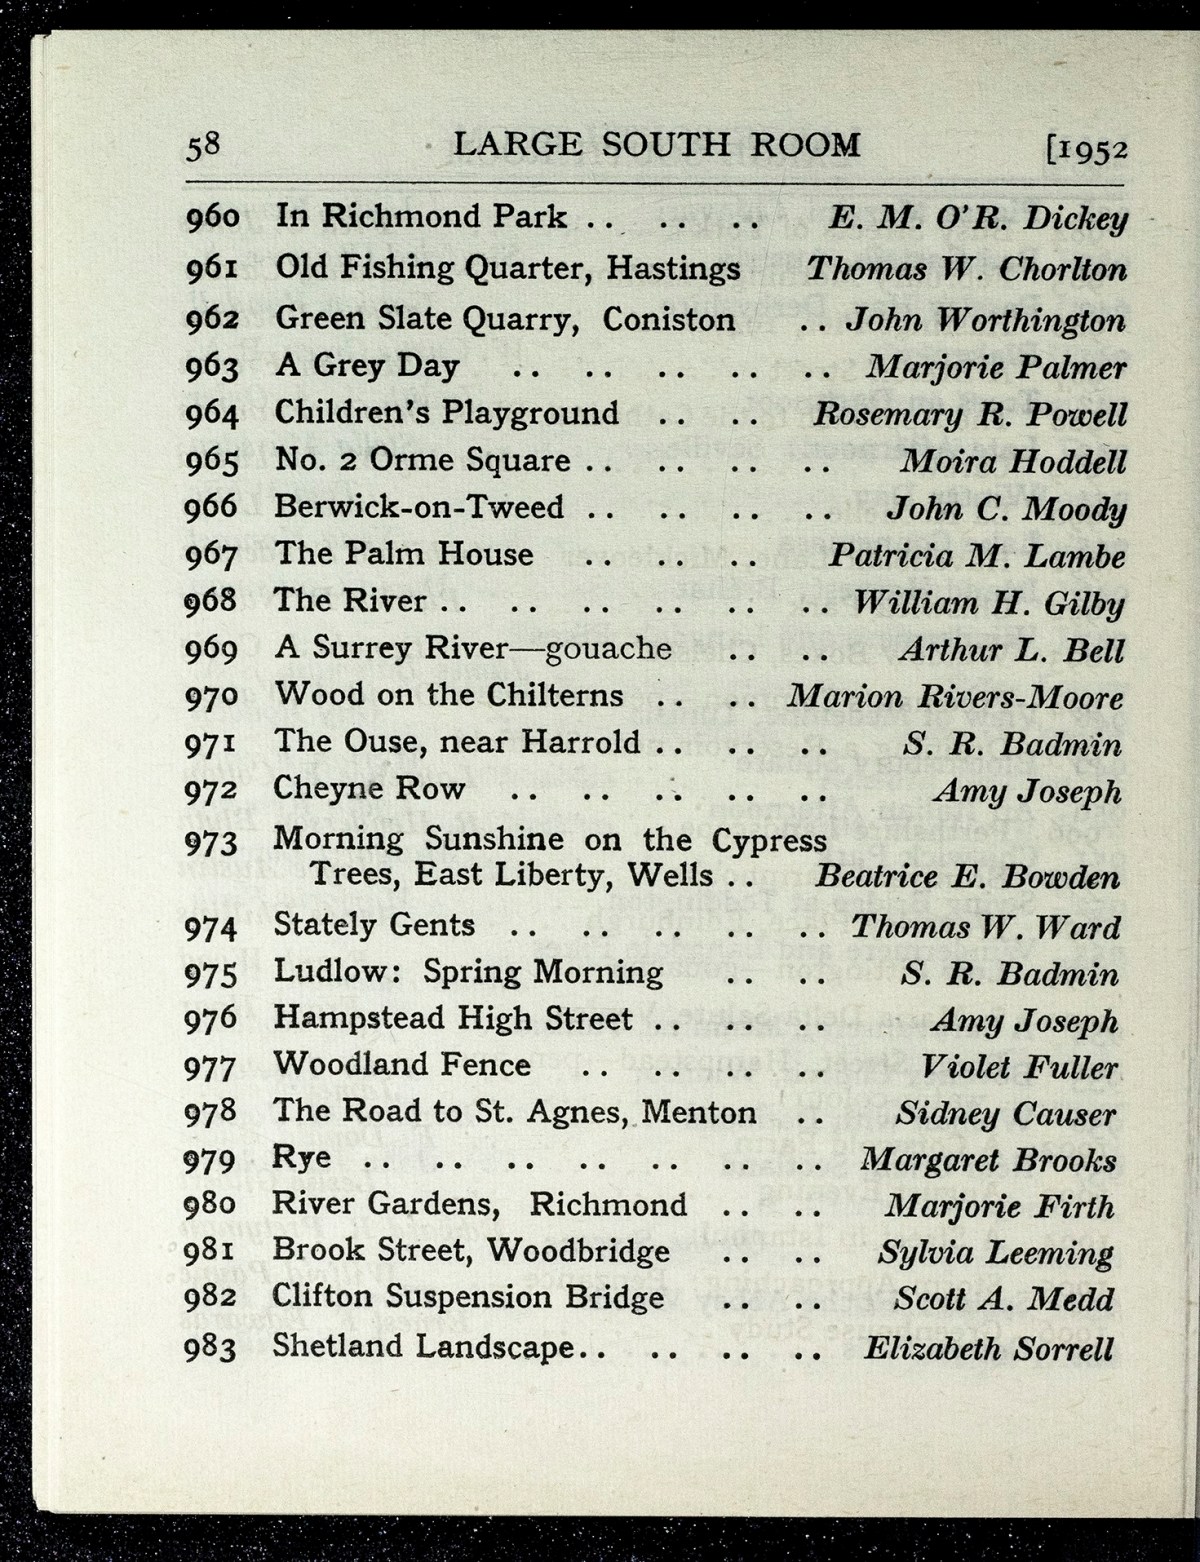 58 LARGE SOUTH ROOM [1952
960 In Richmond Park .. .. .. E. M. O'R. Dickey
961 Old Fishing Quarter, Hastings Thomas W. Chorlton
962 Green Slate Quarry, Coniston .. John Worthington
963 A Grey Day .. .. .. .. .. Marjorie Palmer
964 Children's Playground .. .. Rosemary R. Powell
965 No. 2 Orme Square .. .. .. .. Moira Hoddell
966 Berwick-on-Tweed .. .. .. .. John C. Moody
967 The Palm House .. .. .. Patricia M. Lambe
968 The River .. .. .. .. .. .. William H. Gilby
969 A Surrey River—gouache .. .. Arthur L. Bell
970 Wood on the Chilterns .. .. Marion Rivers-Moore
971 The Ouse, near Harrold .. .. .. S. R. Badmin
972 Cheyne Row .. .. .. .. .. Amy Joseph
973 Morning Sunshine on the Cypress
Trees, East Liberty, Wells .. Beatrice E. Bowden
974 Stately Gents .. .. .. .. .. Thomas W. Ward
975 Ludlow: Spring Morning .. .. S. R. Badmin
976 Hampstead High Street .. .. .. Amy Joseph
977 Woodland Fence .. .. .. .. Violet Fuller
978 The Road to St. Agnes, Menton .. Sidney Causer
979 Rye .. .. .. .. .. .. .. Margaret Brooks
980 River Gardens, Richmond .. .. Marjorie Firth
981 Brook Street, Woodbridge .. .. Sylvia Leeming
982 Clifton Suspension Bridge .. .. Scott A. Medd
983 Shetland Landscape .. .. .. .. Elizabeth Sorrell